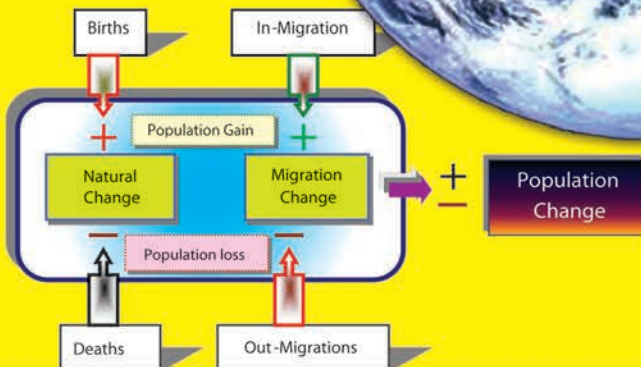 Births
In-Migration
+
Population Gain
+
Natural
Change
Migration
Change
+
−
Population
Change
−
Population loss
−
Deaths
Out-Migrations